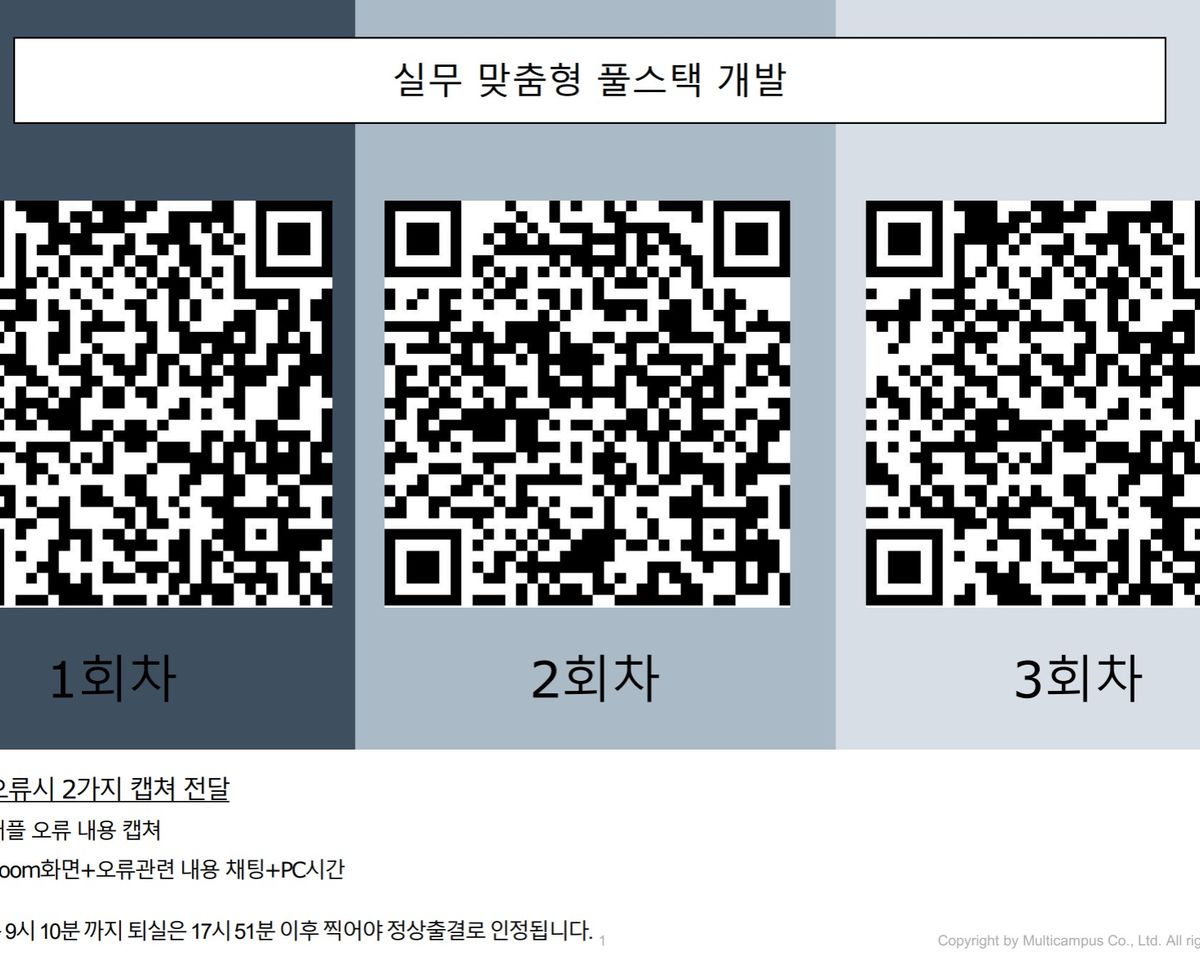 실무 맞춤형 풀스택 개발
1회차
2회차
3회차
오류시 2가지 캡쳐 전달
오류 내용 캡쳐
oom화면+오류관련 내용 채팅+PC시간
9시 10분 까지 퇴실은 17시 51분 이후 찍어야 정상출결로 인정됩니다.
1
Copyright by Multicampus Co., Ltd. All